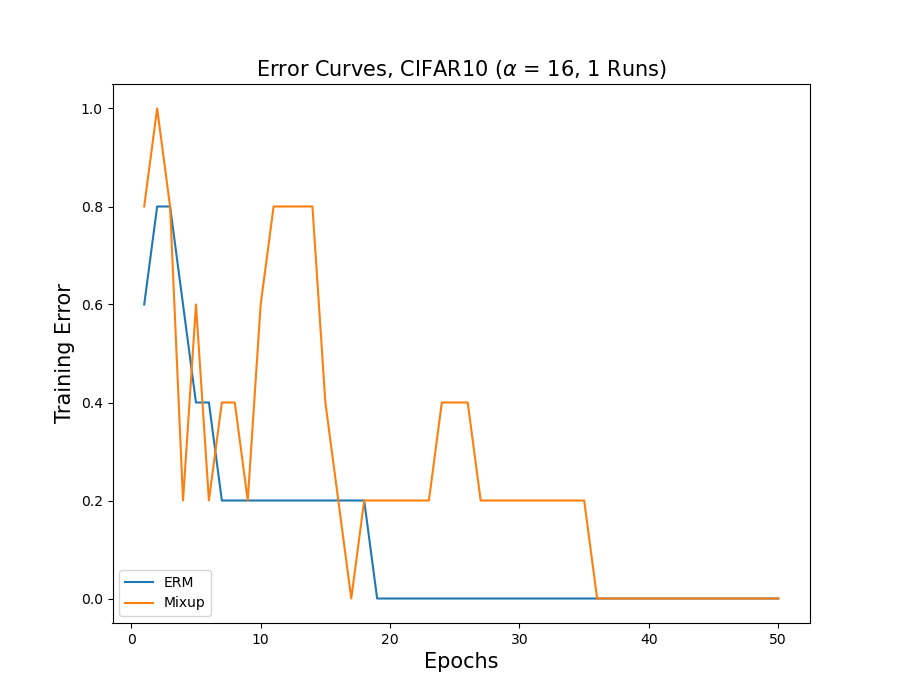 Error Curves, CIFAR10 (α = 16, 1 Runs)
1.0
0.8
0.6
0.4
0.2
0.0
Training Error
ERM
Mixup
0 10 20 30 40 50
Epochs